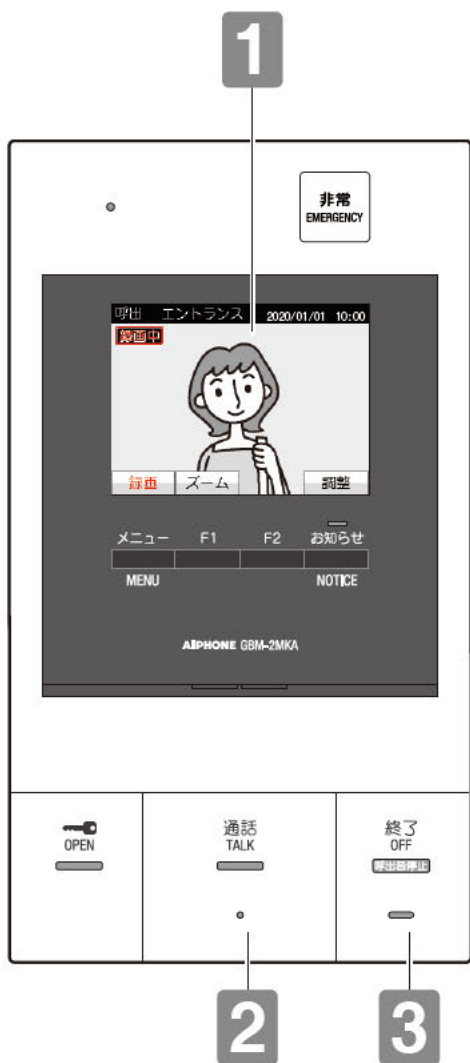 1
非常
EMERGENCY
呼出 エントランス 2020/01/01 10:00
録画中
録画 ズーム 調整
メニュー F1 F2 お知らせ
MENU NOTICE
AIPHONE GBM-2MKA
OPEN
通話
TALK
終了
OFF
呼出音停止
2
3